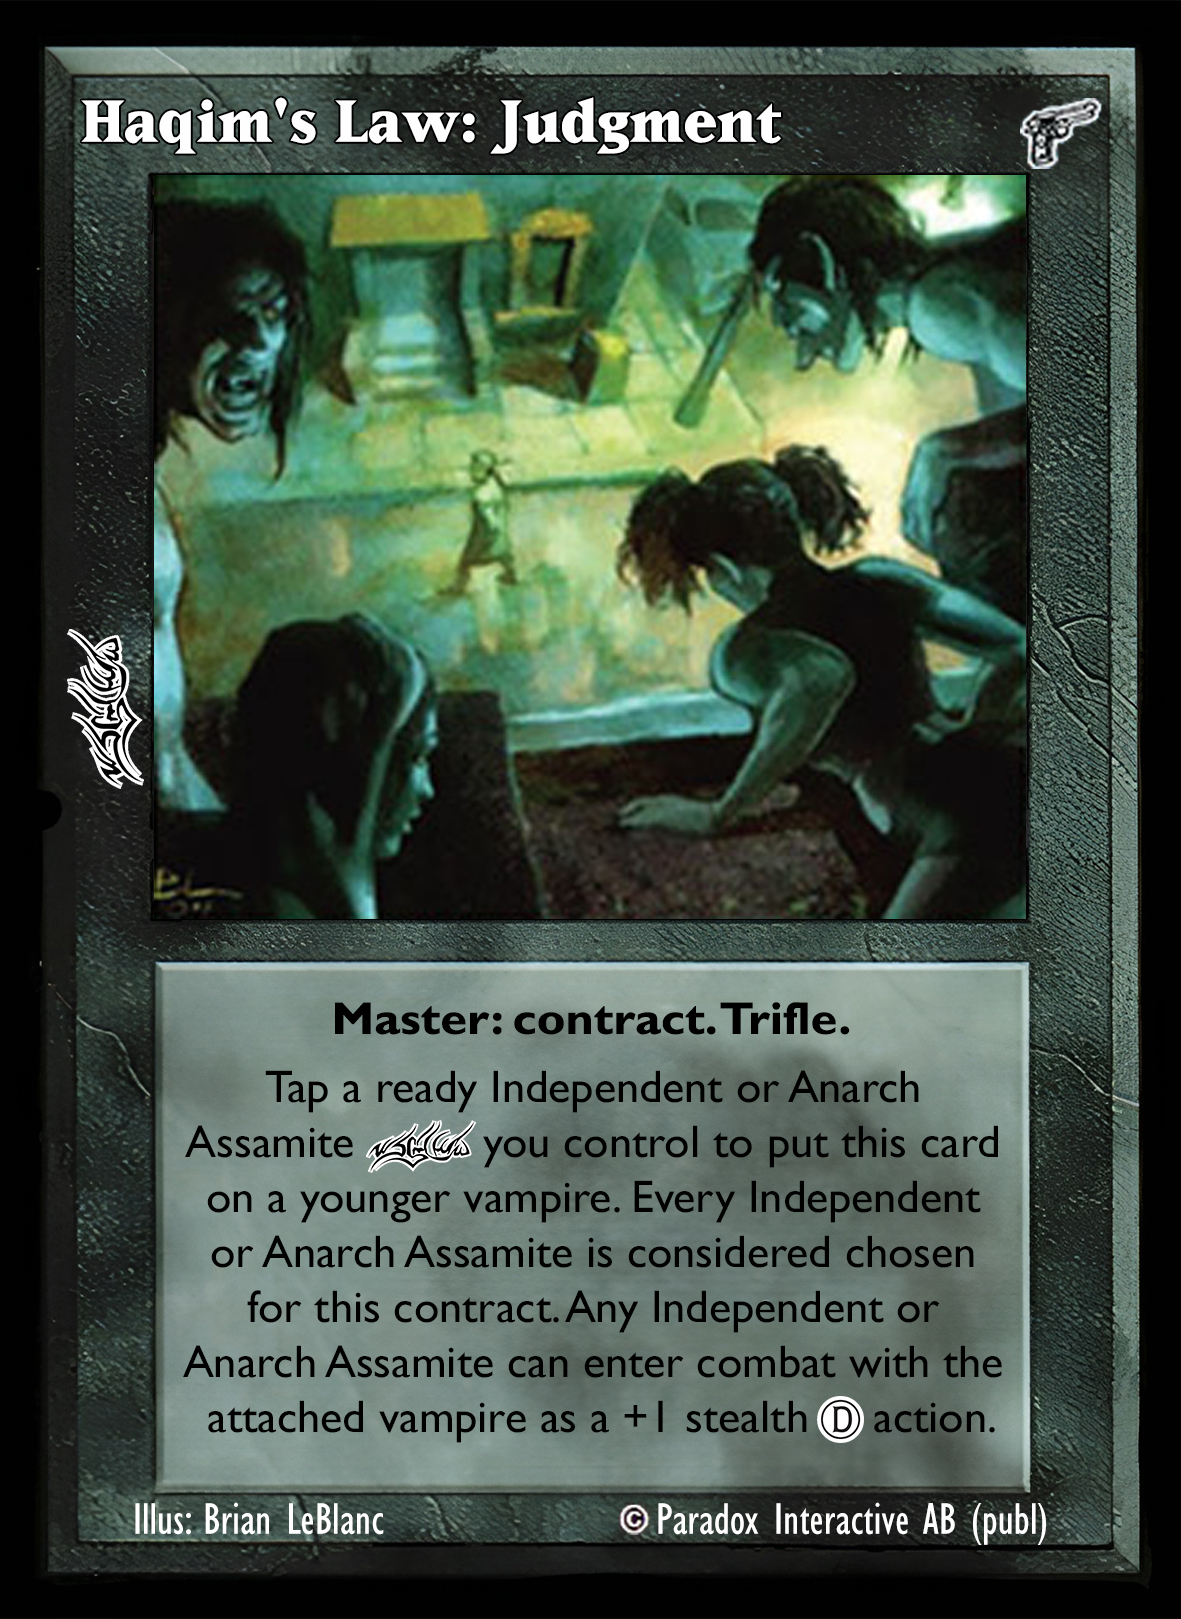 Haqim's Law: Judgment
Master: contract. Trifle.
Tap a ready Independent or Anarch
Assamite you control to put this card
on a younger vampire. Every Independent
or Anarch Assamite is considered chosen
for this contract. Any Independent or
Anarch Assamite can enter combat with the
attached vampire as a +1 stealth Ⓓ action.
Illus: Brian LeBlanc
© Paradox Interactive AB (publ)